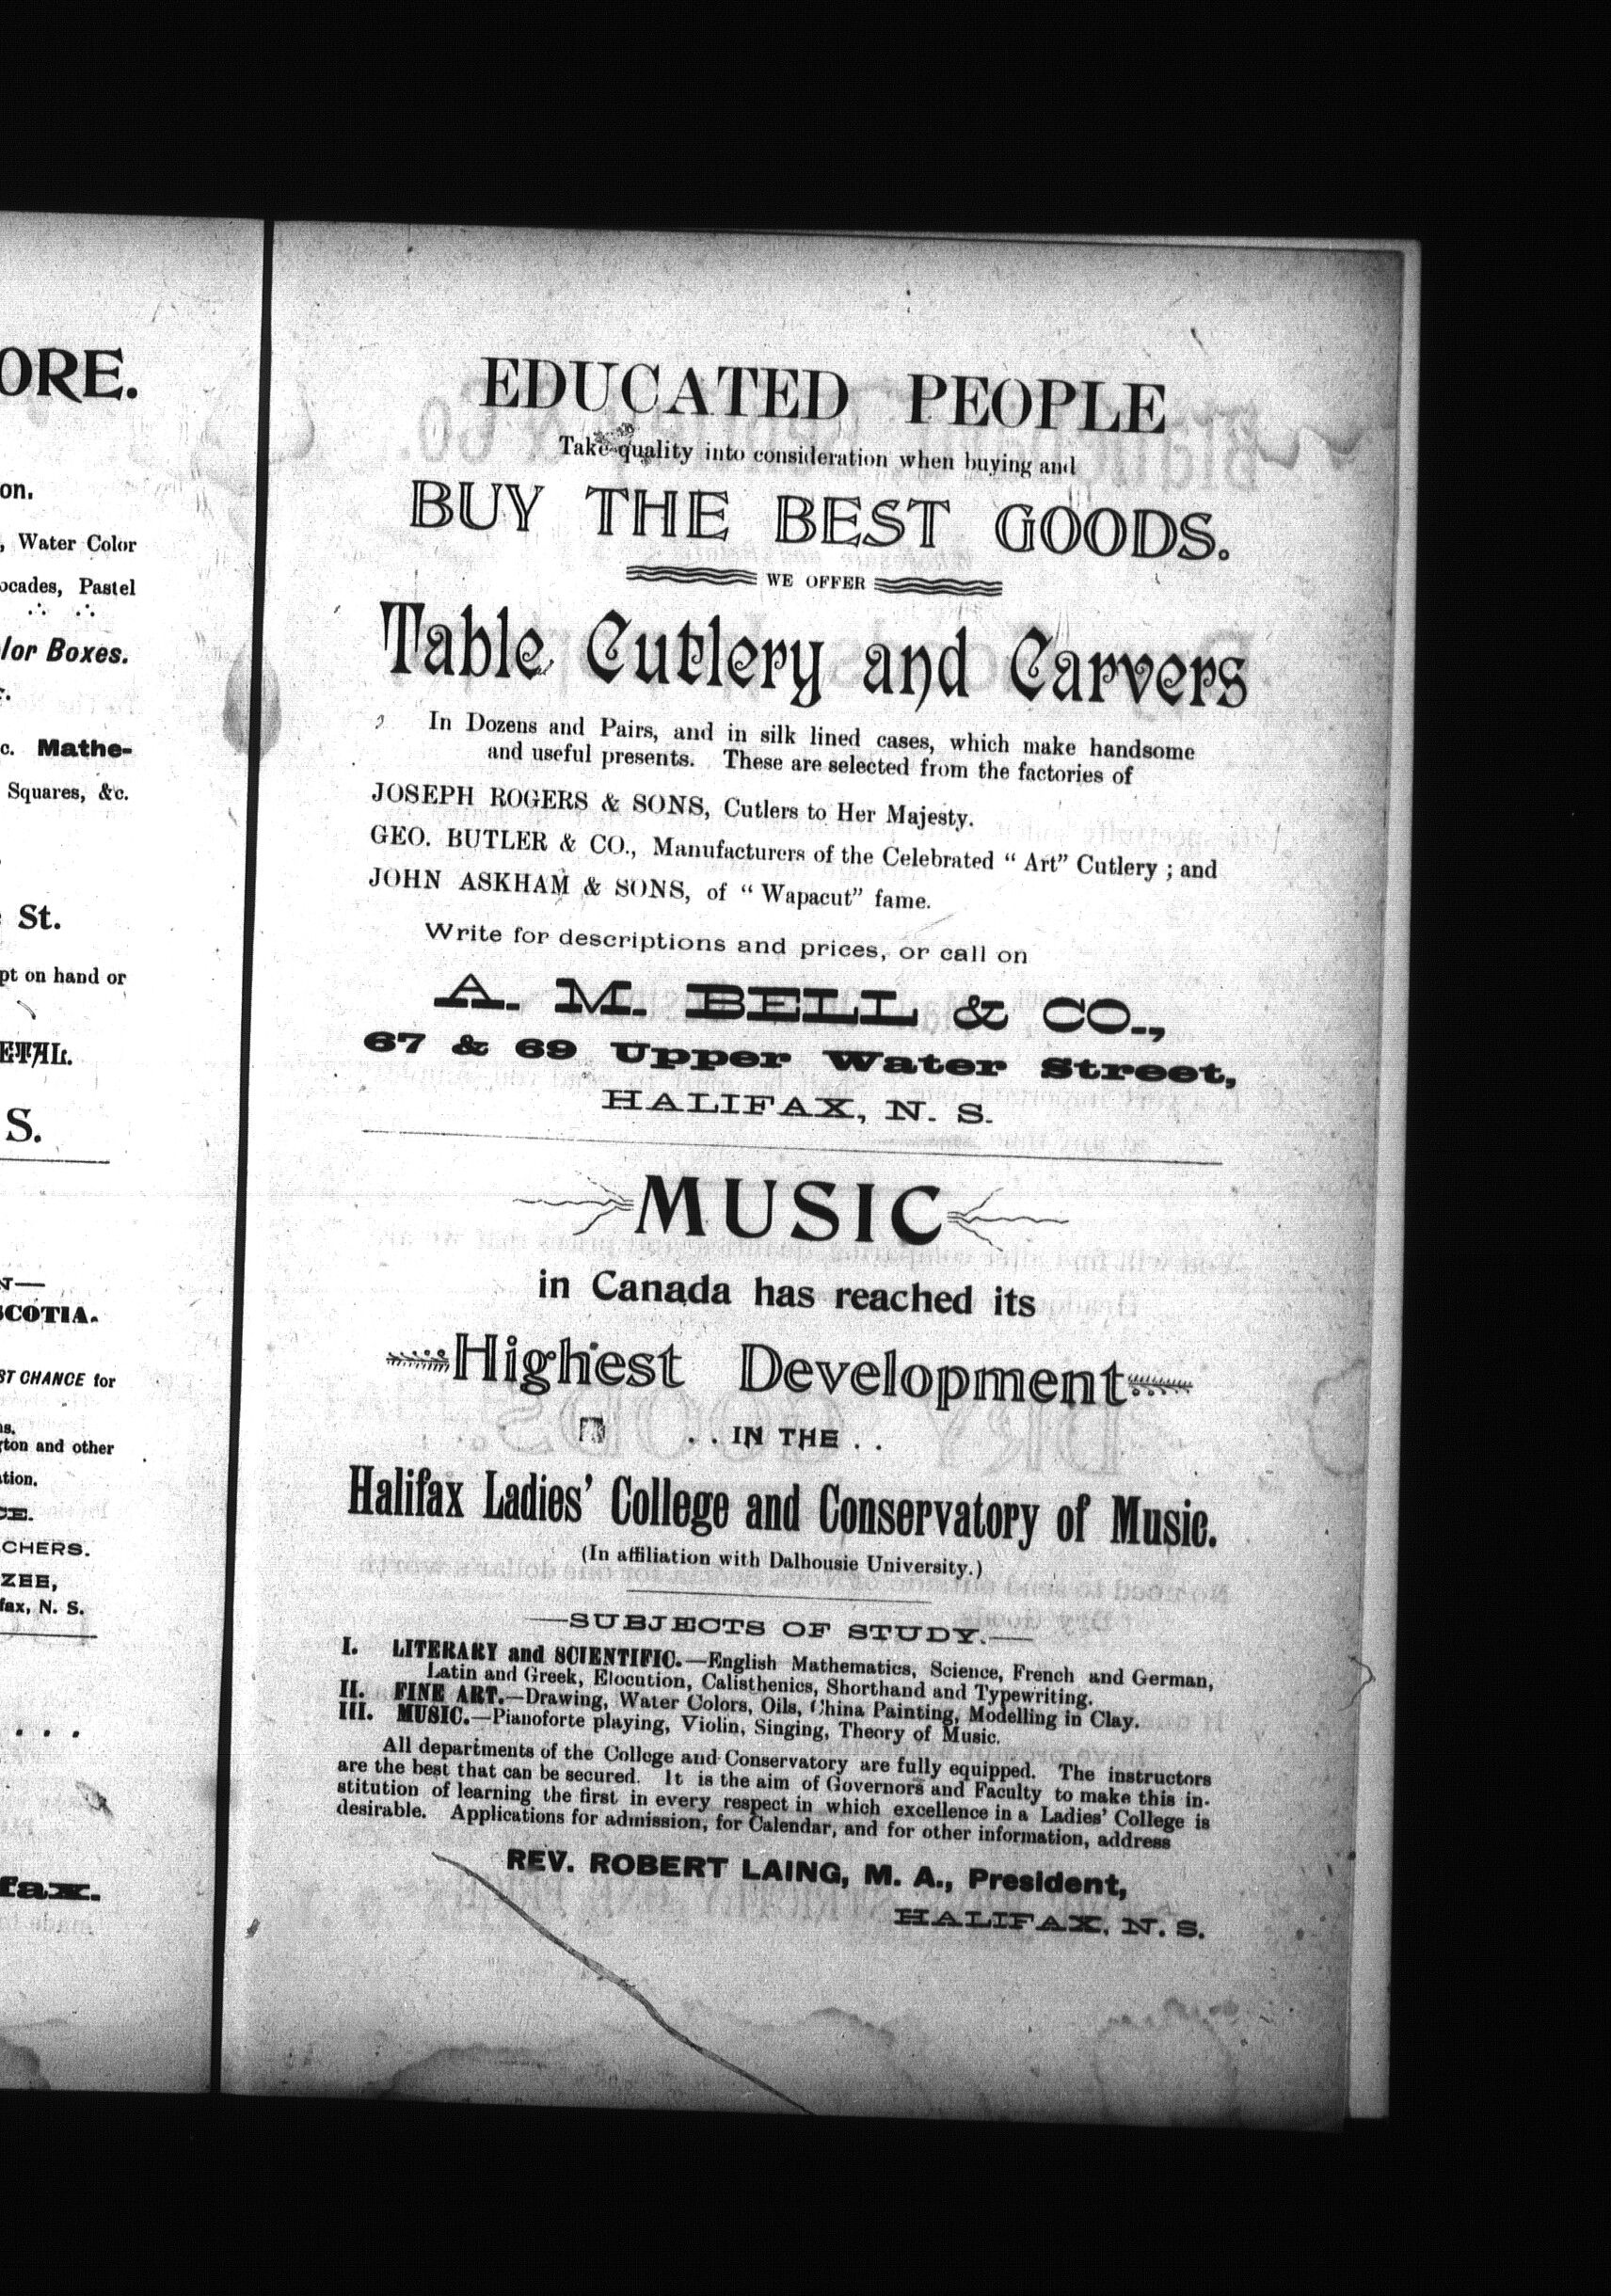 ORE.
on.
, Water Color
ocades, Pastel
lor Boxes.
c. Mathe-
Squares, &c.
St.
pt on hand or
ETAL.
S.
N—
SCOTIA.
ST CHANCE for
ns.
ton and other
tion.
CE.
CHERS.
ZEE,
fax, N. S.
. . .
fax.
EDUCATED PEOPLE
Take quality into consideration when buying and
BUY THE BEST GOODS.
WE OFFER
Table Cutlery and Carvers
In Dozens and Pairs, and in silk lined cases, which make handsome
and useful presents. These are selected from the factories of
JOSEPH ROGERS & SONS, Cutlers to Her Majesty.
GEO. BUTLER & CO., Manufacturers of the Celebrated “ Art” Cutlery ; and
JOHN ASKHAM & SONS, of “ Wapacut” fame.
Write for descriptions and prices, or call on
A. M. BELL & CO.,
67 & 69 Upper Water Street,
HALIFAX, N. S.
MUSIC
in Canada has reached its
Highest Development
. . IN THE . .
Halifax Ladies’ College and Conservatory of Music.
(In affiliation with Dalhousie University.)
—SUBJECTS OF STUDY.—
I. LITERARY and SCIENTIFIC.—English Mathematics, Science, French and German,
Latin and Greek, Elocution, Calisthenics, Shorthand and Typewriting.
II. FINE ART.—Drawing, Water Colors, Oils, China Painting, Modelling in Clay.
III. MUSIC.—Pianoforte playing, Violin, Singing, Theory of Music.
All departments of the College and Conservatory are fully equipped. The instructors
are the best that can be secured. It is the aim of Governors and Faculty to make this in-
stitution of learning the first in every respect in which excellence in a Ladies’ College is
desirable. Applications for admission, for Calendar, and for other information, address
REV. ROBERT LAING, M. A., President,
HALIFAX, N. S.